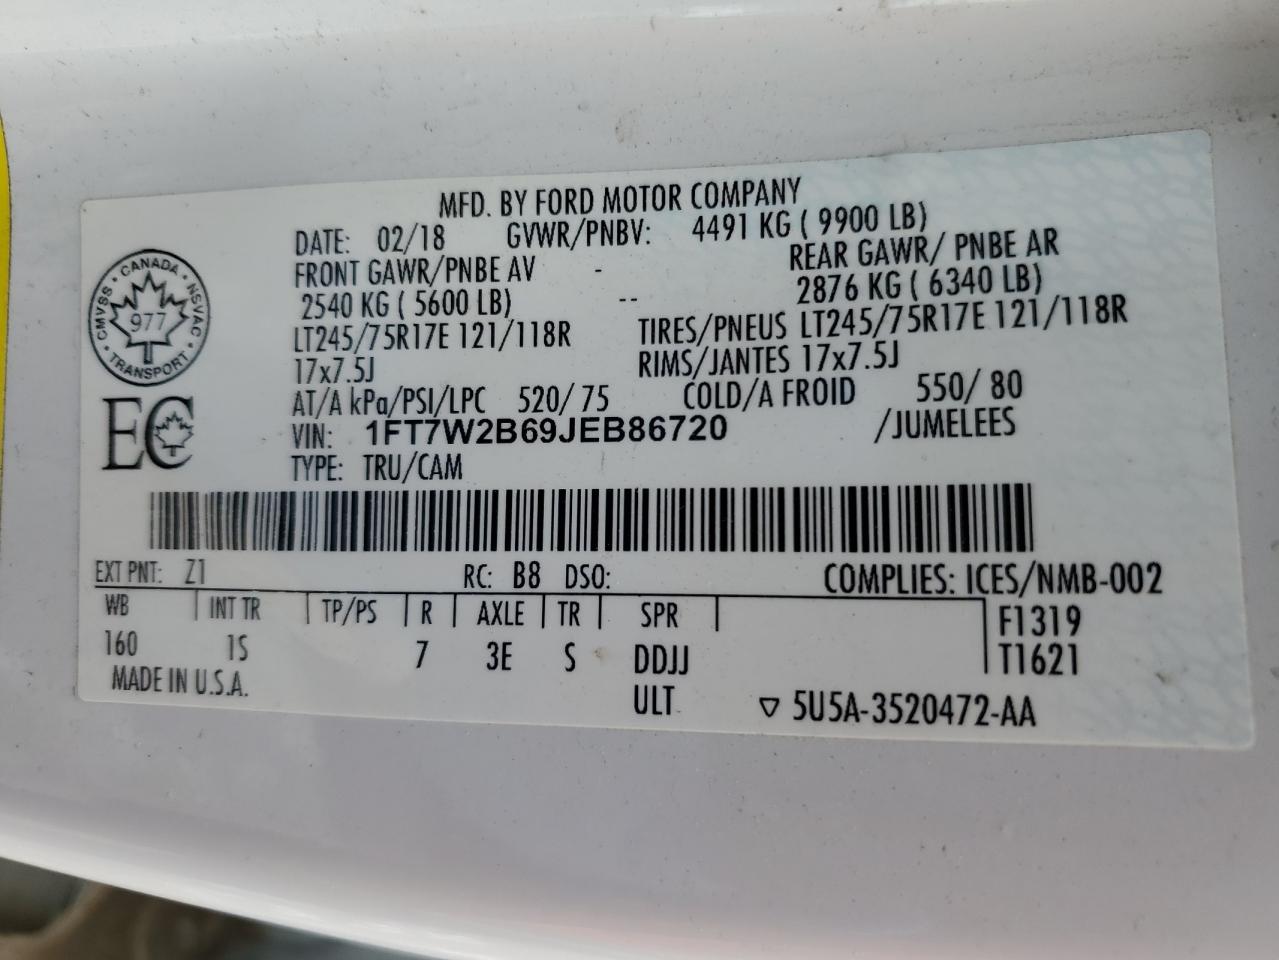 MFD. BY FORD MOTOR COMPANY
DATE: 02/18 GVWR/PNBV: 4491 KG ( 9900 LB)
FRONT GAWR/PNBE AV - REAR GAWR/ PNBE AR
2540 KG ( 5600 LB) -- 2876 KG ( 6340 LB)
LT245/75R17E 121/118R TIRES/PNEUS LT245/75R17E 121/118R
17x7.5J RIMS/JANTES 17x7.5J
AT/A kPa/PSI/LPC 520/ 75 COLD/A FROID 550/ 80
VIN: 1FT7W2B69JEB86720 /JUMELEES
TYPE: TRU/CAM
CANADA · NSVAC · TRANSPORT · CMVSS ·
977
EC
EXT PNT: Z1 RC: B8 DSO: COMPLIES: ICES/NMB-002
WB | INT TR | TP/PS | R | AXLE | TR | SPR | F1319
160 1S 7 3E S DDJJ T1621
MADE IN U.S.A. ULT ▽ 5U5A-3520472-AA